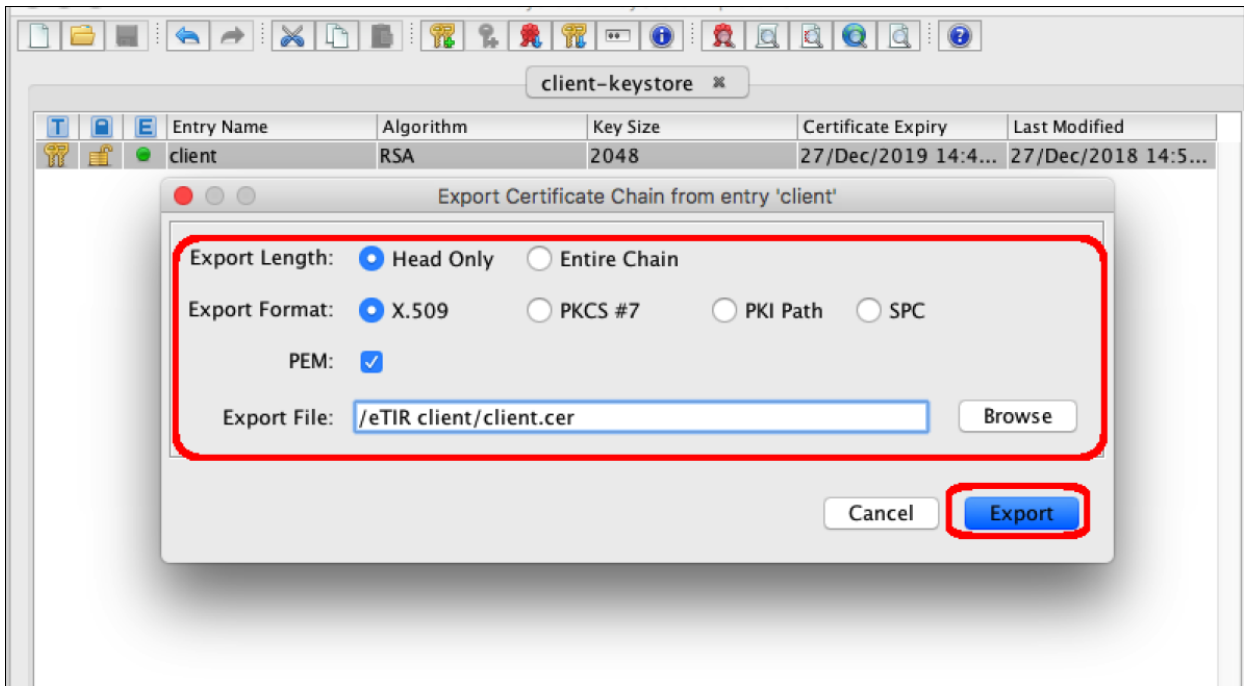 client-keystore
T E Entry Name Algorithm Key Size Certificate Expiry Last Modified
client RSA 2048 27/Dec/2019 14:4... 27/Dec/2018 14:5...
Export Certificate Chain from entry 'client'
Export Length: Head Only Entire Chain
Export Format: X.509 PKCS #7 PKI Path SPC
PEM:
Export File: /eTIR client/client.cer Browse
Cancel Export